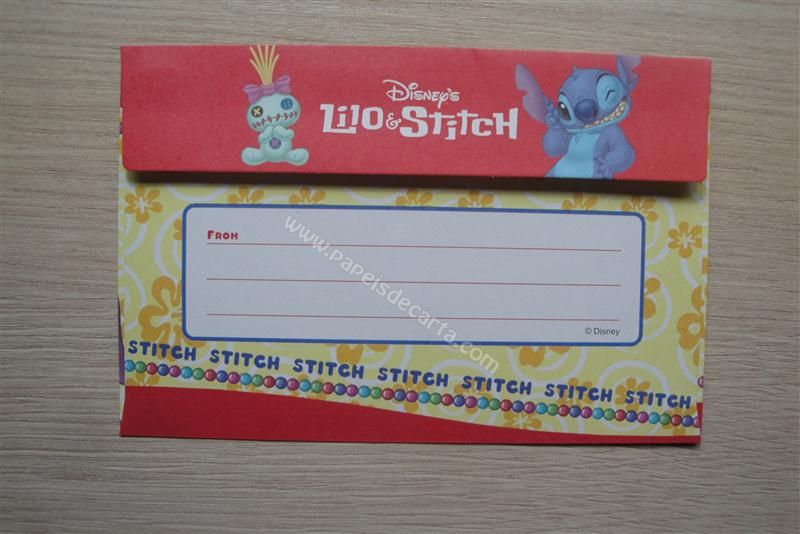 Disney's
Lilo & Stitch
From
www.papeisdecarta.com
© Disney
STITCH STITCH STITCH STITCH STITCH STITCH STITCH